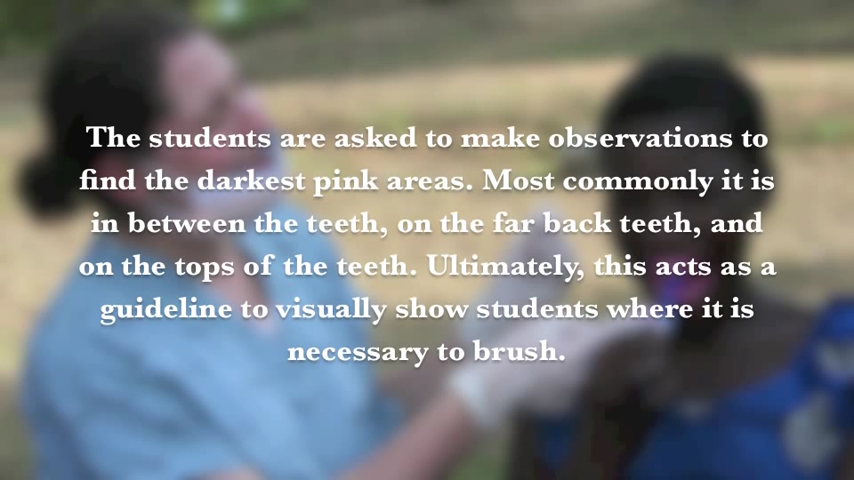 The students are asked to make observations to
find the darkest pink areas. Most commonly it is
in between the teeth, on the far back teeth, and
on the tops of the teeth. Ultimately, this acts as a
guideline to visually show students where it is
necessary to brush.